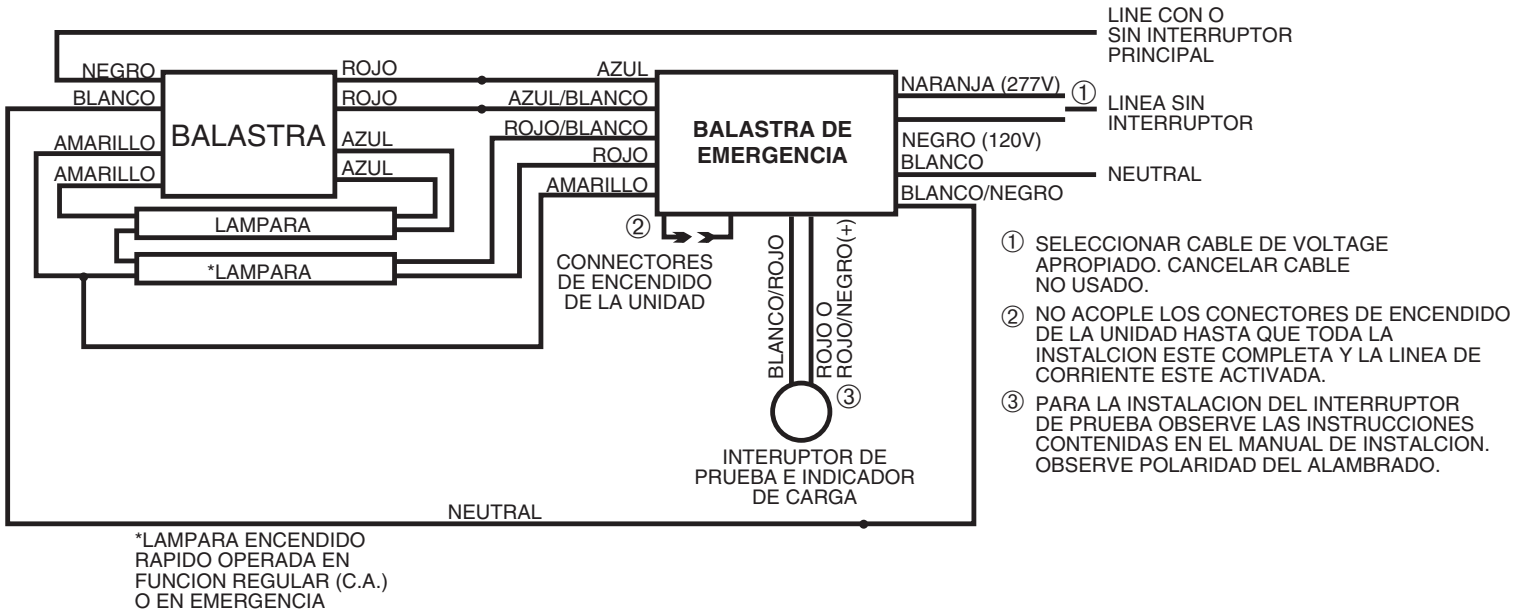 LINE CON O
SIN INTERRUPTOR
PRINCIPAL
NEGRO
BLANCO
AMARILLO
AMARILLO
BALASTRA
ROJO
ROJO
AZUL
AZUL
LAMPARA
*LAMPARA
AZUL
AZUL/BLANCO
ROJO/BLANCO
ROJO
AMARILLO
BALASTRA DE
EMERGENCIA
NARANJA (277V)
①
LINEA SIN
INTERRUPTOR
NEGRO (120V)
BLANCO
NEUTRAL
BLANCO/NEGRO
②
CONNECTORES
DE ENCENDIDO
DE LA UNIDAD
BLANCO/ROJO
ROJO O
ROJO/NEGRO(+)
③
INTERUPTOR DE
PRUEBA E INDICADOR
DE CARGA
NEUTRAL
*LAMPARA ENCENDIDO
RAPIDO OPERADA EN
FUNCION REGULAR (C.A.)
O EN EMERGENCIA
① SELECCIONAR CABLE DE VOLTAGE
APROPIADO. CANCELAR CABLE
NO USADO.
② NO ACOPLE LOS CONECTORES DE ENCENDIDO
DE LA UNIDAD HASTA QUE TODA LA
INSTALCION ESTE COMPLETA Y LA LINEA DE
CORRIENTE ESTE ACTIVADA.
③ PARA LA INSTALACION DEL INTERRUPTOR
DE PRUEBA OBSERVE LAS INSTRUCCIONES
CONTENIDAS EN EL MANUAL DE INSTALCION.
OBSERVE POLARIDAD DEL ALAMBRADO.